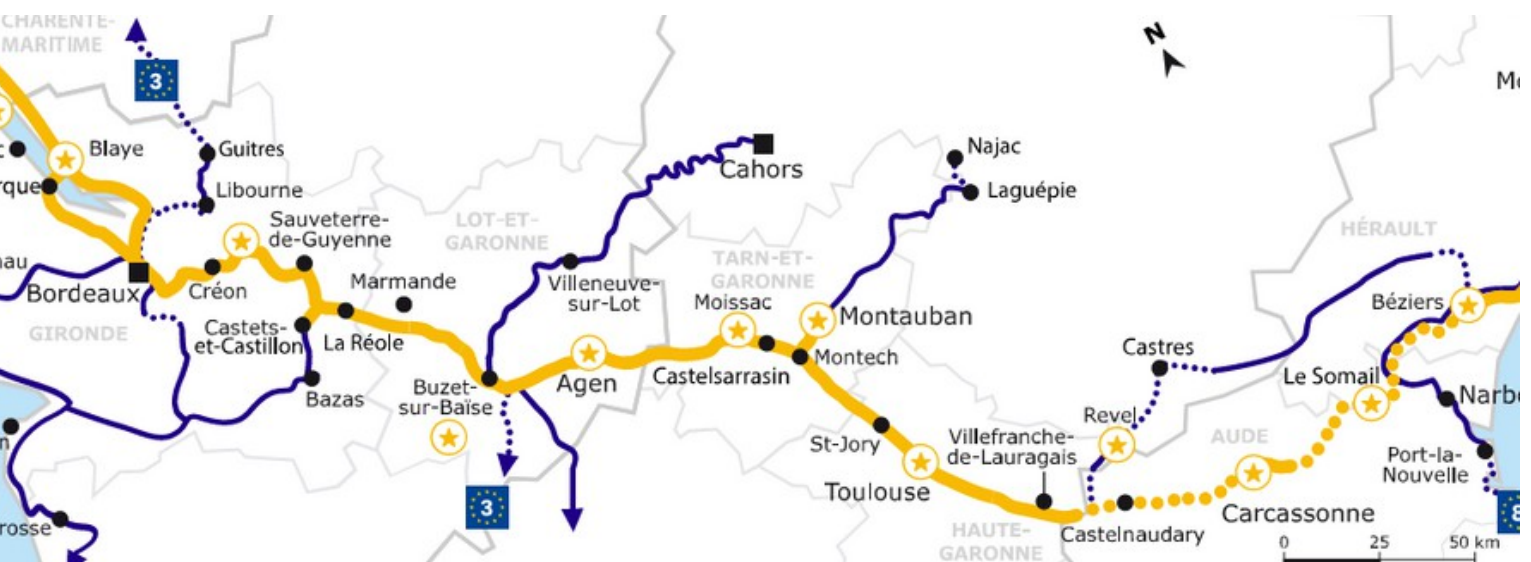 CHARENTE-
MARITIME
3
N
Blaye
Guitres
Libourne
Cahors
Najac
Laguépie
Sauveterre-
de-Guyenne
LOT-ET-
GARONNE
HÉRAULT
TARN-ET-
GARONNE
Bordeaux
Créon
Marmande
Villeneuve-
sur-Lot
Moissac
Montauban
Béziers
GIRONDE
Castets-
et-Castillon
La Réole
Montech
Castres
Buzet-
sur-Baïse
Agen
Castelsarrasin
Le Somail
Bazas
Revel
St-Jory
Villefranche-
de-Lauragais
AUDE
Port-la-
Nouvelle
Toulouse
3
Carcassonne
HAUTE-
GARONNE
Castelnaudary
0 25 50 km
8